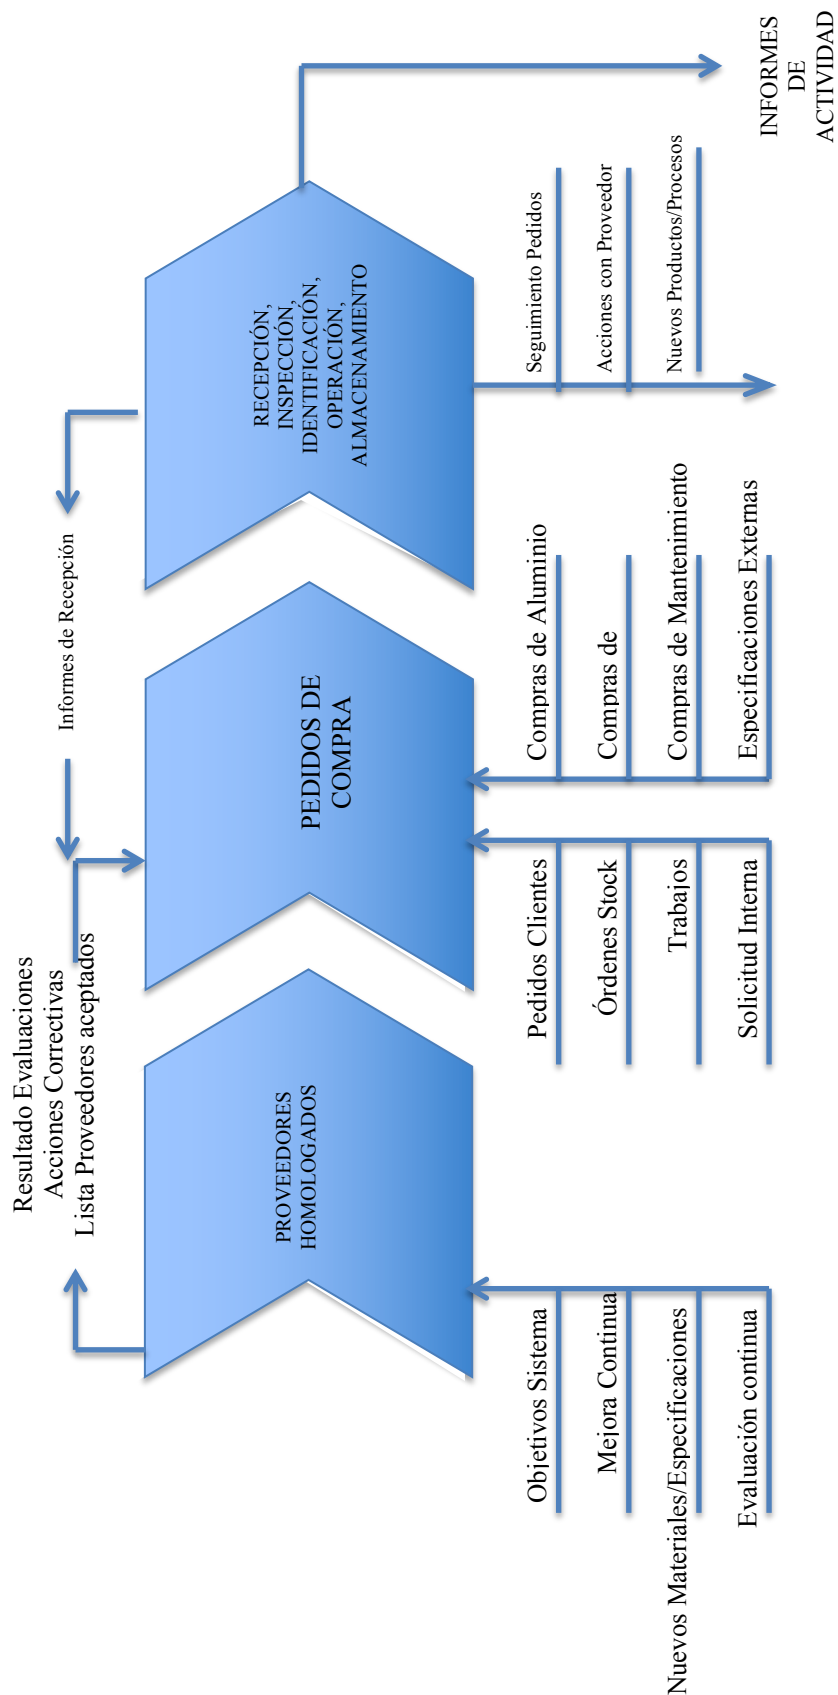 Resultado Evaluaciones
Acciones Correctivas
Lista Proveedores aceptados
Informes de Recepción
PROVEEDORES
HOMOLOGADOS
PEDIDOS DE
COMPRA
RECEPCIÓN,
INSPECCIÓN,
IDENTIFICACIÓN,
OPERACIÓN,
ALMACENAMIENTO
Objetivos Sistema
Mejora Continua
Nuevos Materiales/Especificaciones
Evaluación continua
Pedidos Clientes
Órdenes Stock
Trabajos
Solicitud Interna
Compras de Aluminio
Compras de
Compras de Mantenimiento
Especificaciones Externas
Seguimiento Pedidos
Acciones con Proveedor
Nuevos Productos/Procesos
INFORMES
DE
ACTIVIDAD